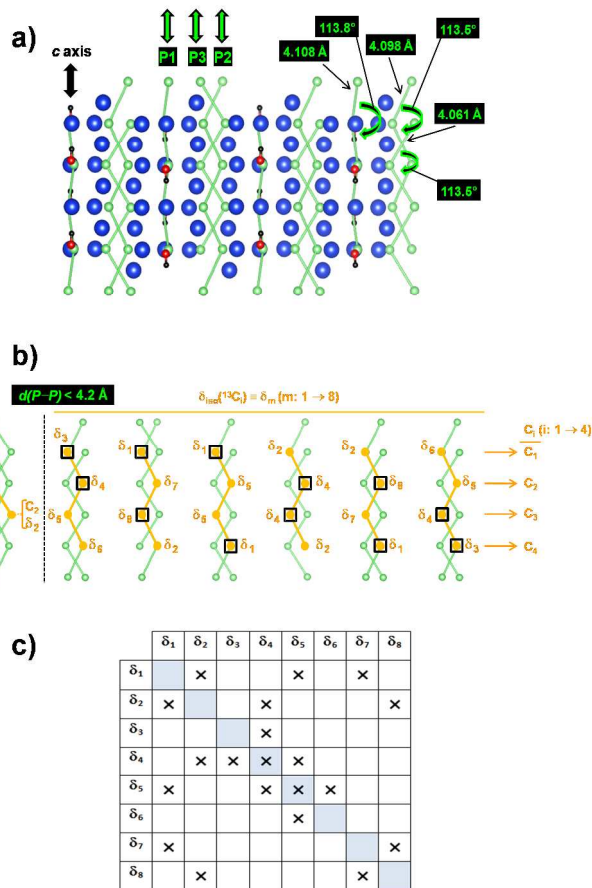 a)
c axis
P1 P3 P2
113.8° 113.5°
4.108 Å 4.098 Å
4.061 Å
113.5°
b)
d(P–P) < 4.2 Å
δiso(¹³Ci) ≡ δm (m: 1 → 8)
Ci (i: 1 → 4)
δ3 δ1 δ1 δ2 δ2 δ6 C1
δ4 δ7 δ5 δ4 δ8 δ5 C2
C2
δ2
δ5 δ8 δ5 δ4 δ7 δ4 C3
δ6 δ2 δ1 δ2 δ1 δ3 C4
c)
δ1 δ2 δ3 δ4 δ5 δ6 δ7 δ8
δ1 × × ×
δ2 × × ×
δ3 ×
δ4 × × × ×
δ5 × × × ×
δ6 ×
δ7 × ×
δ8 × ×